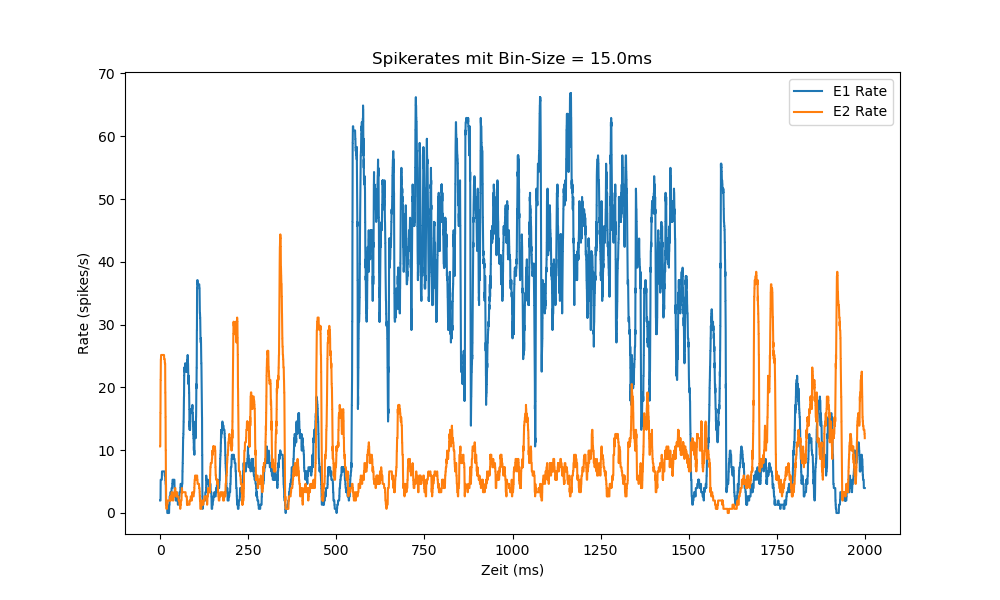 Spikerates mit Bin-Size = 15.0ms
E1 Rate
E2 Rate
70
60
50
40
30
20
10
0
Rate (spikes/s)
0 250 500 750 1000 1250 1500 1750 2000
Zeit (ms)